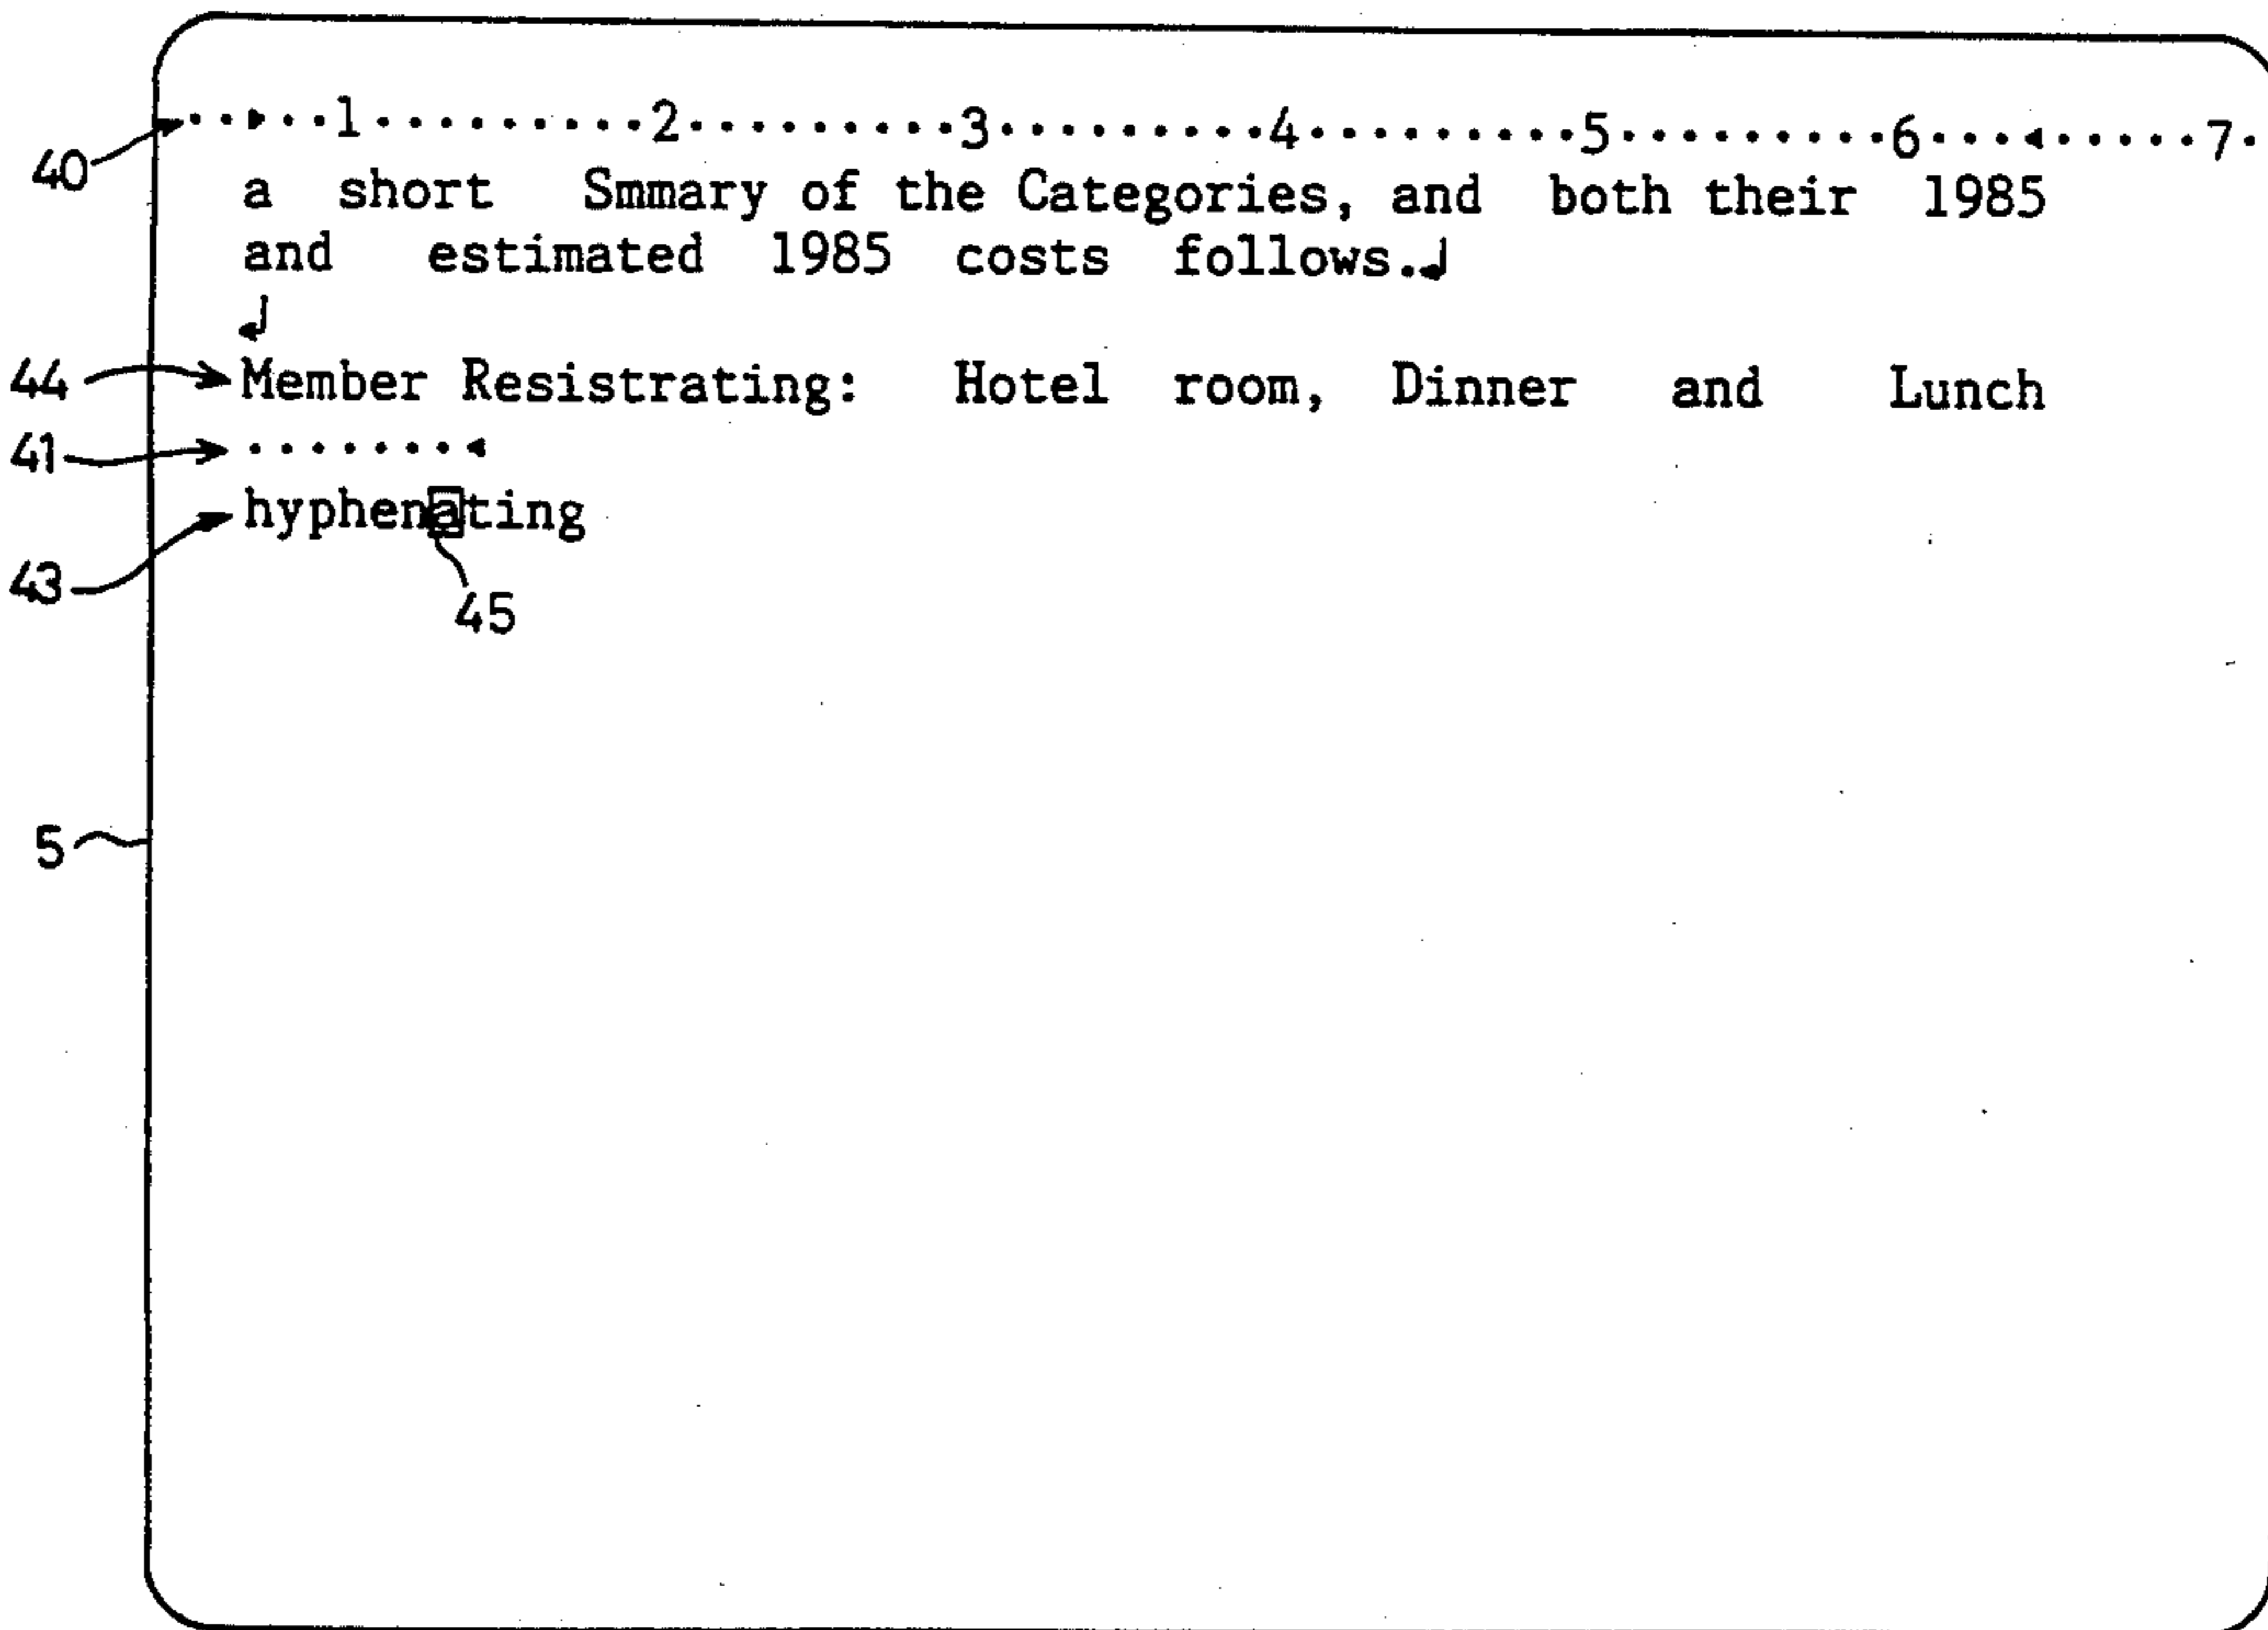 ··▸··1·········2·········3·········4·········5·········6···◂·····7·
40
a short Smmary of the Categories, and both their 1985
and estimated 1985 costs follows.↲
↲
44 Member Resistrating: Hotel room, Dinner and Lunch
41 ·······◂
hyphenating
43
45
5